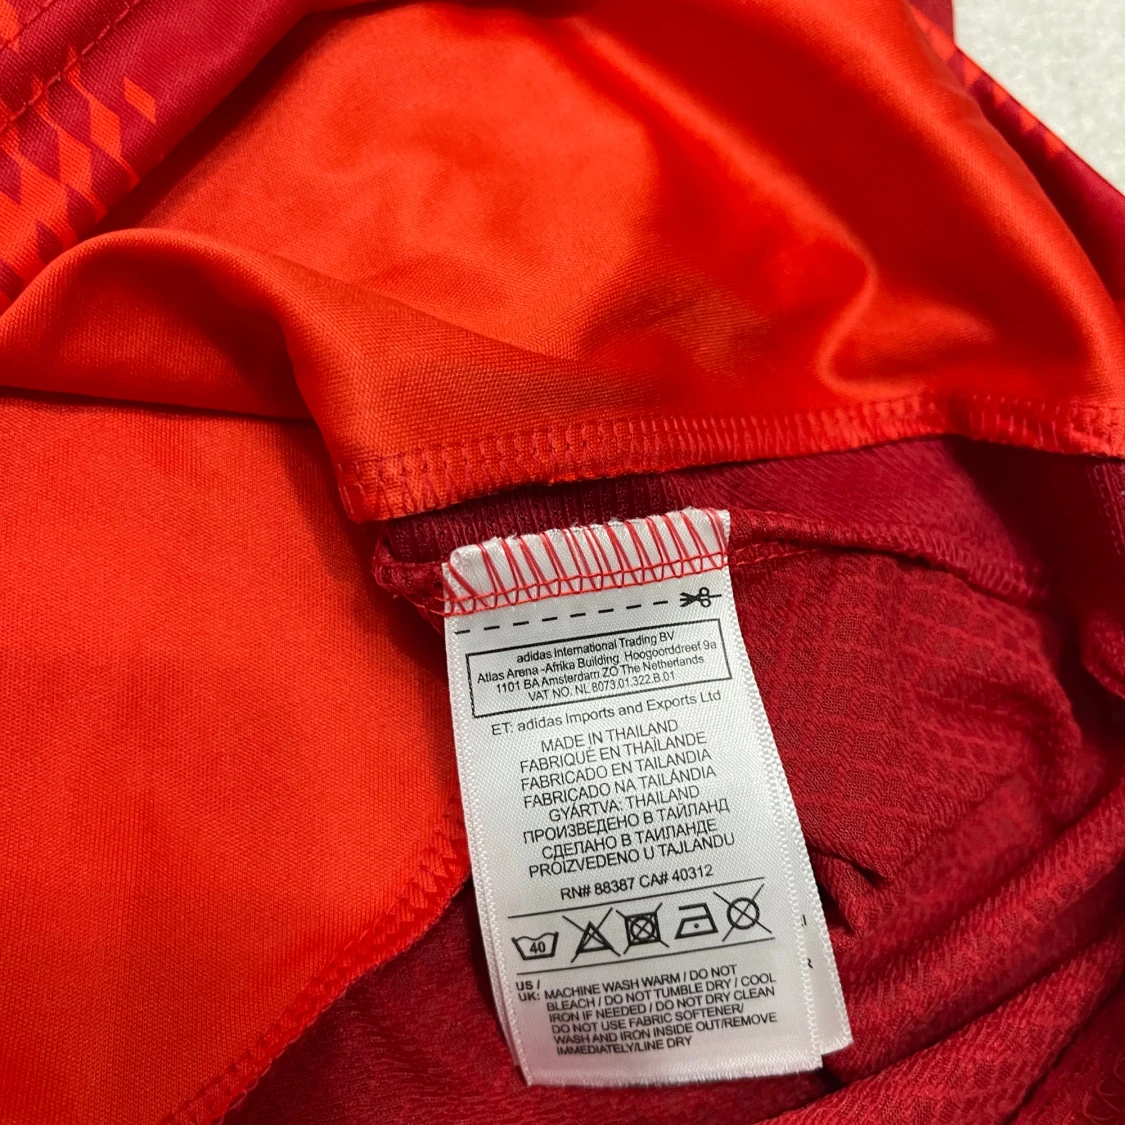 adidas International Trading BV
Atlas Arena -Afrika Building Hoogoorddreef 9a
1101 BA Amsterdam ZO The Netherlands
VAT NO. NL 8073.01.322.B.01
ET: adidas Imports and Exports Ltd
MADE IN THAILAND
FABRIQUÉ EN THAÏLANDE
FABRICADO EN TAILANDIA
FABRICADO NA TAILÂNDIA
GYÁRTVA: THAILAND
ПРОИЗВЕДЕНО В ТАЙЛАНД
СДЕЛАНО В ТАИЛАНДЕ
PROIZVEDENO U TAJLANDU
RN# 88387 CA# 40312
40
US / UK: MACHINE WASH WARM / DO NOT
BLEACH / DO NOT TUMBLE DRY / COOL
IRON IF NEEDED / DO NOT DRY CLEAN
DO NOT USE FABRIC SOFTENER/
WASH AND IRON INSIDE OUT/REMOVE
IMMEDIATELY/LINE DRY